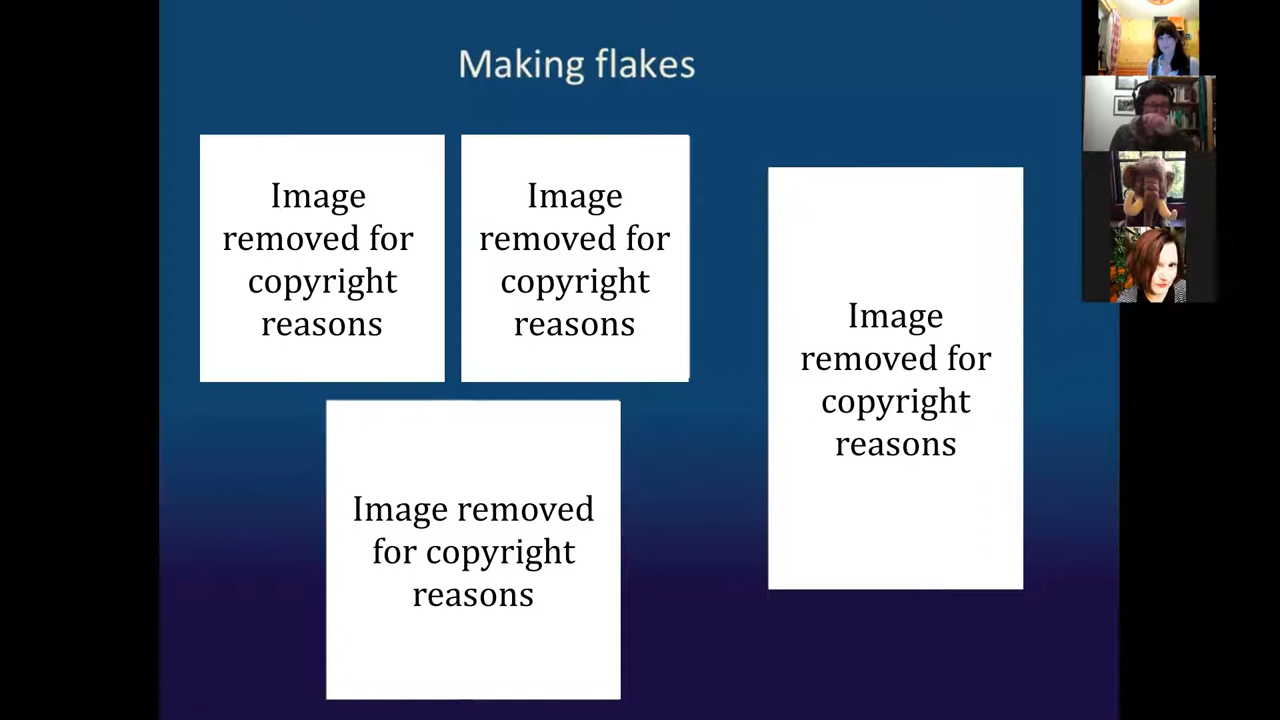 Making flakes
Image
removed for
copyright
reasons
Image
removed for
copyright
reasons
Image
removed for
copyright
reasons
Image removed
for copyright
reasons